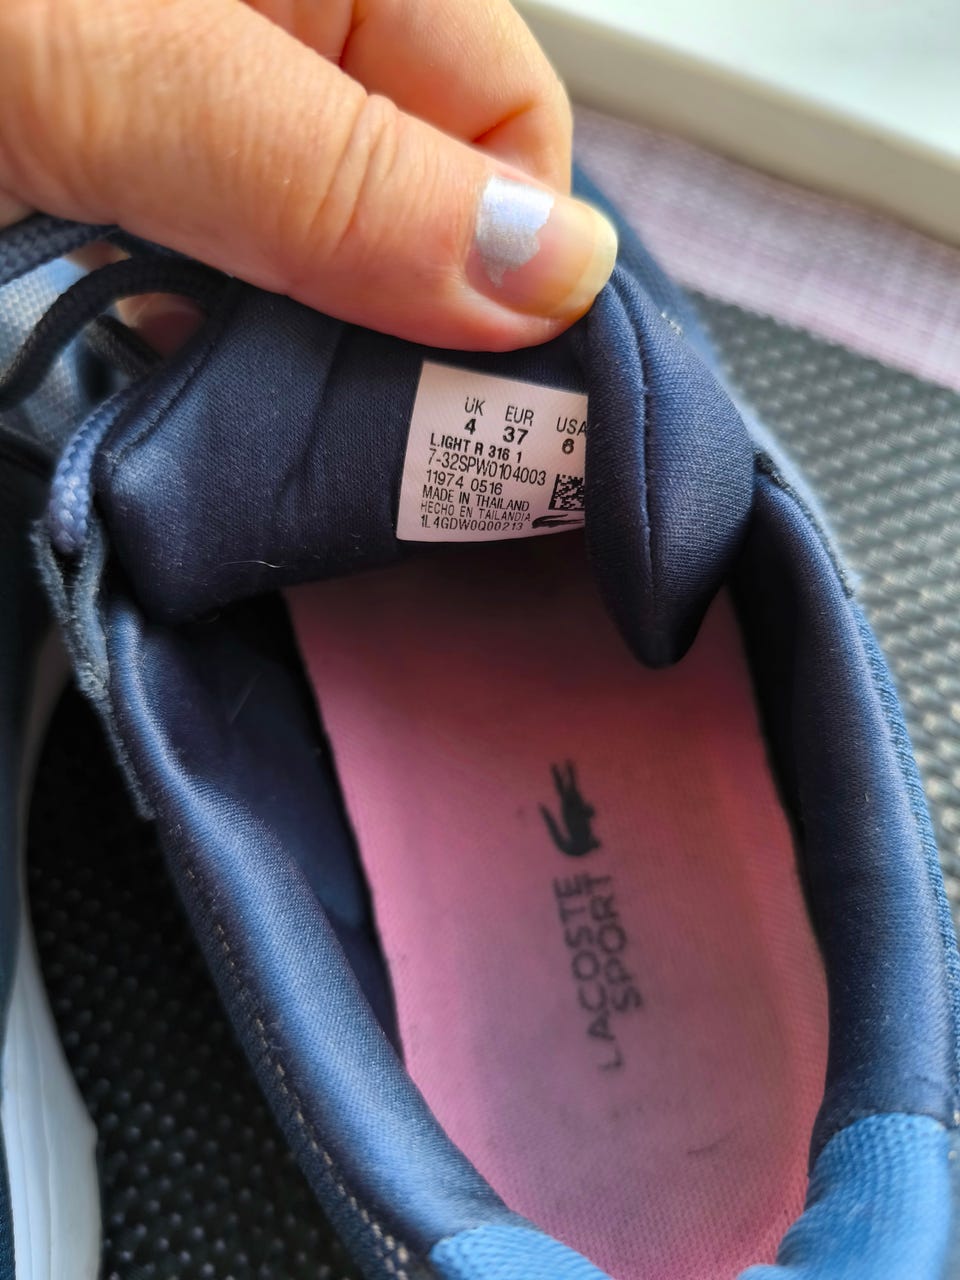 UK EUR USA
4 37 6
L.IGHT R 316 1
7-32SPW0104003
11974 0516
MADE IN THAILAND
HECHO EN TAILANDIA
1L4GDW0Q00213
LACOSTE
SPORT